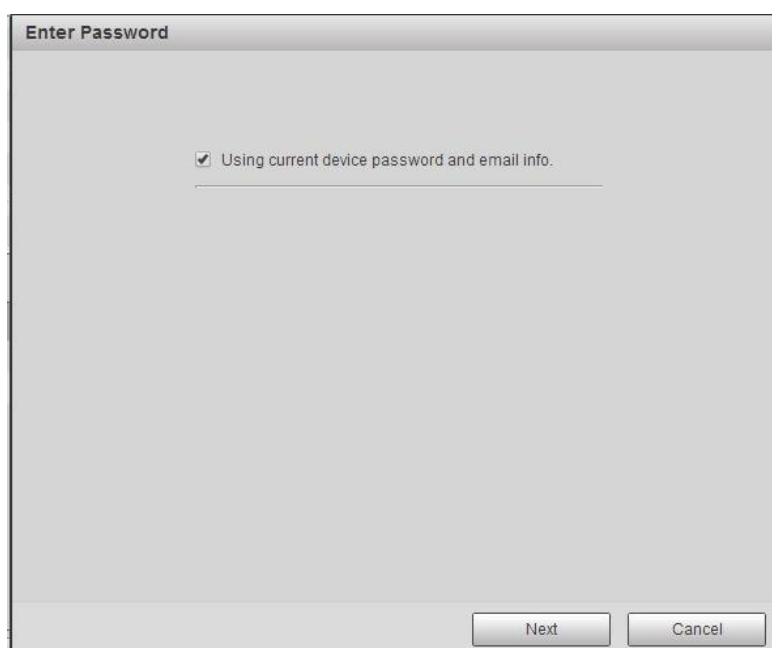 Enter Password
Using current device password and email info.
Next
Cancel